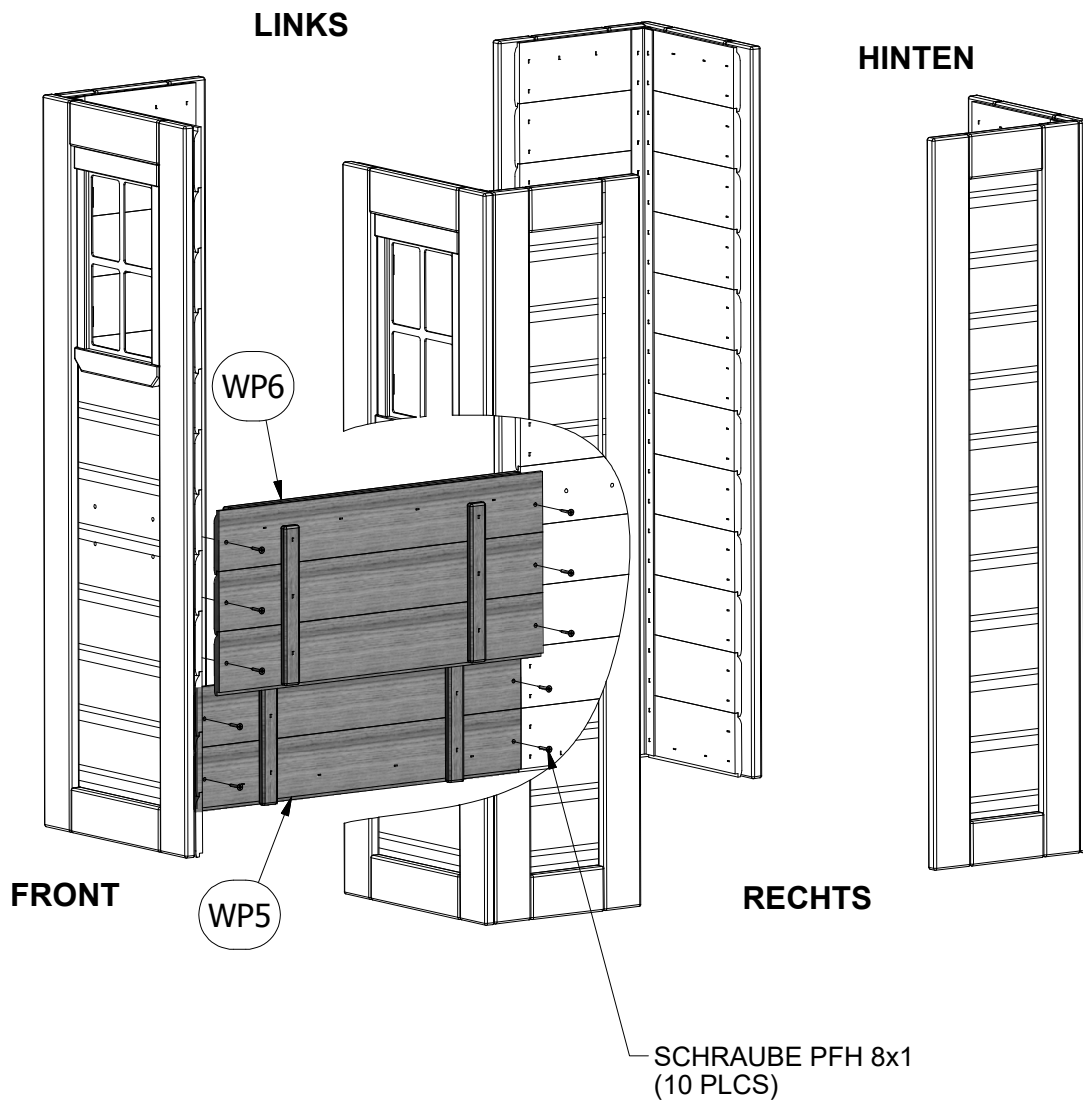 LINKS
HINTEN
WP6
FRONT
WP5
RECHTS
SCHRAUBE PFH 8x1
(10 PLCS)